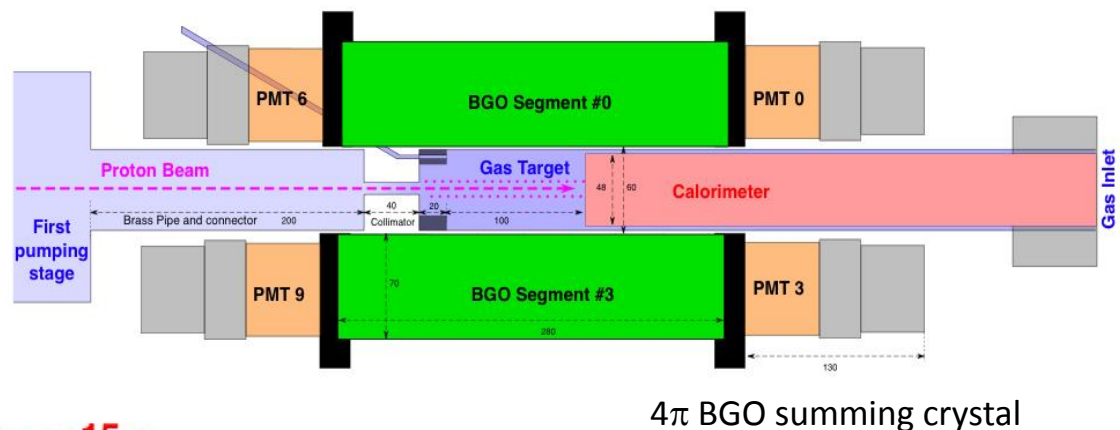 PMT 6
BGO Segment #0
PMT 0
Proton Beam
Gas Target
48
60
Calorimeter
Gas Inlet
40
20
100
Brass Pipe and connector
200
Collimator
First
pumping
stage
PMT 9
70
BGO Segment #3
PMT 3
280
130
4π BGO summing crystal
15